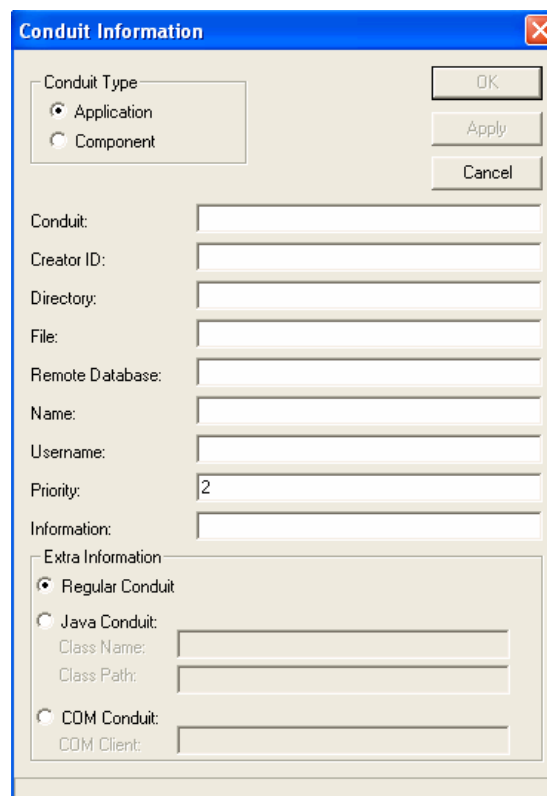 Conduit Information
Conduit Type
Application
Component
OK
Apply
Cancel
Conduit:
Creator ID:
Directory:
File:
Remote Database:
Name:
Username:
Priority: 2
Information:
Extra Information
Regular Conduit
Java Conduit:
Class Name:
Class Path:
COM Conduit:
COM Client: